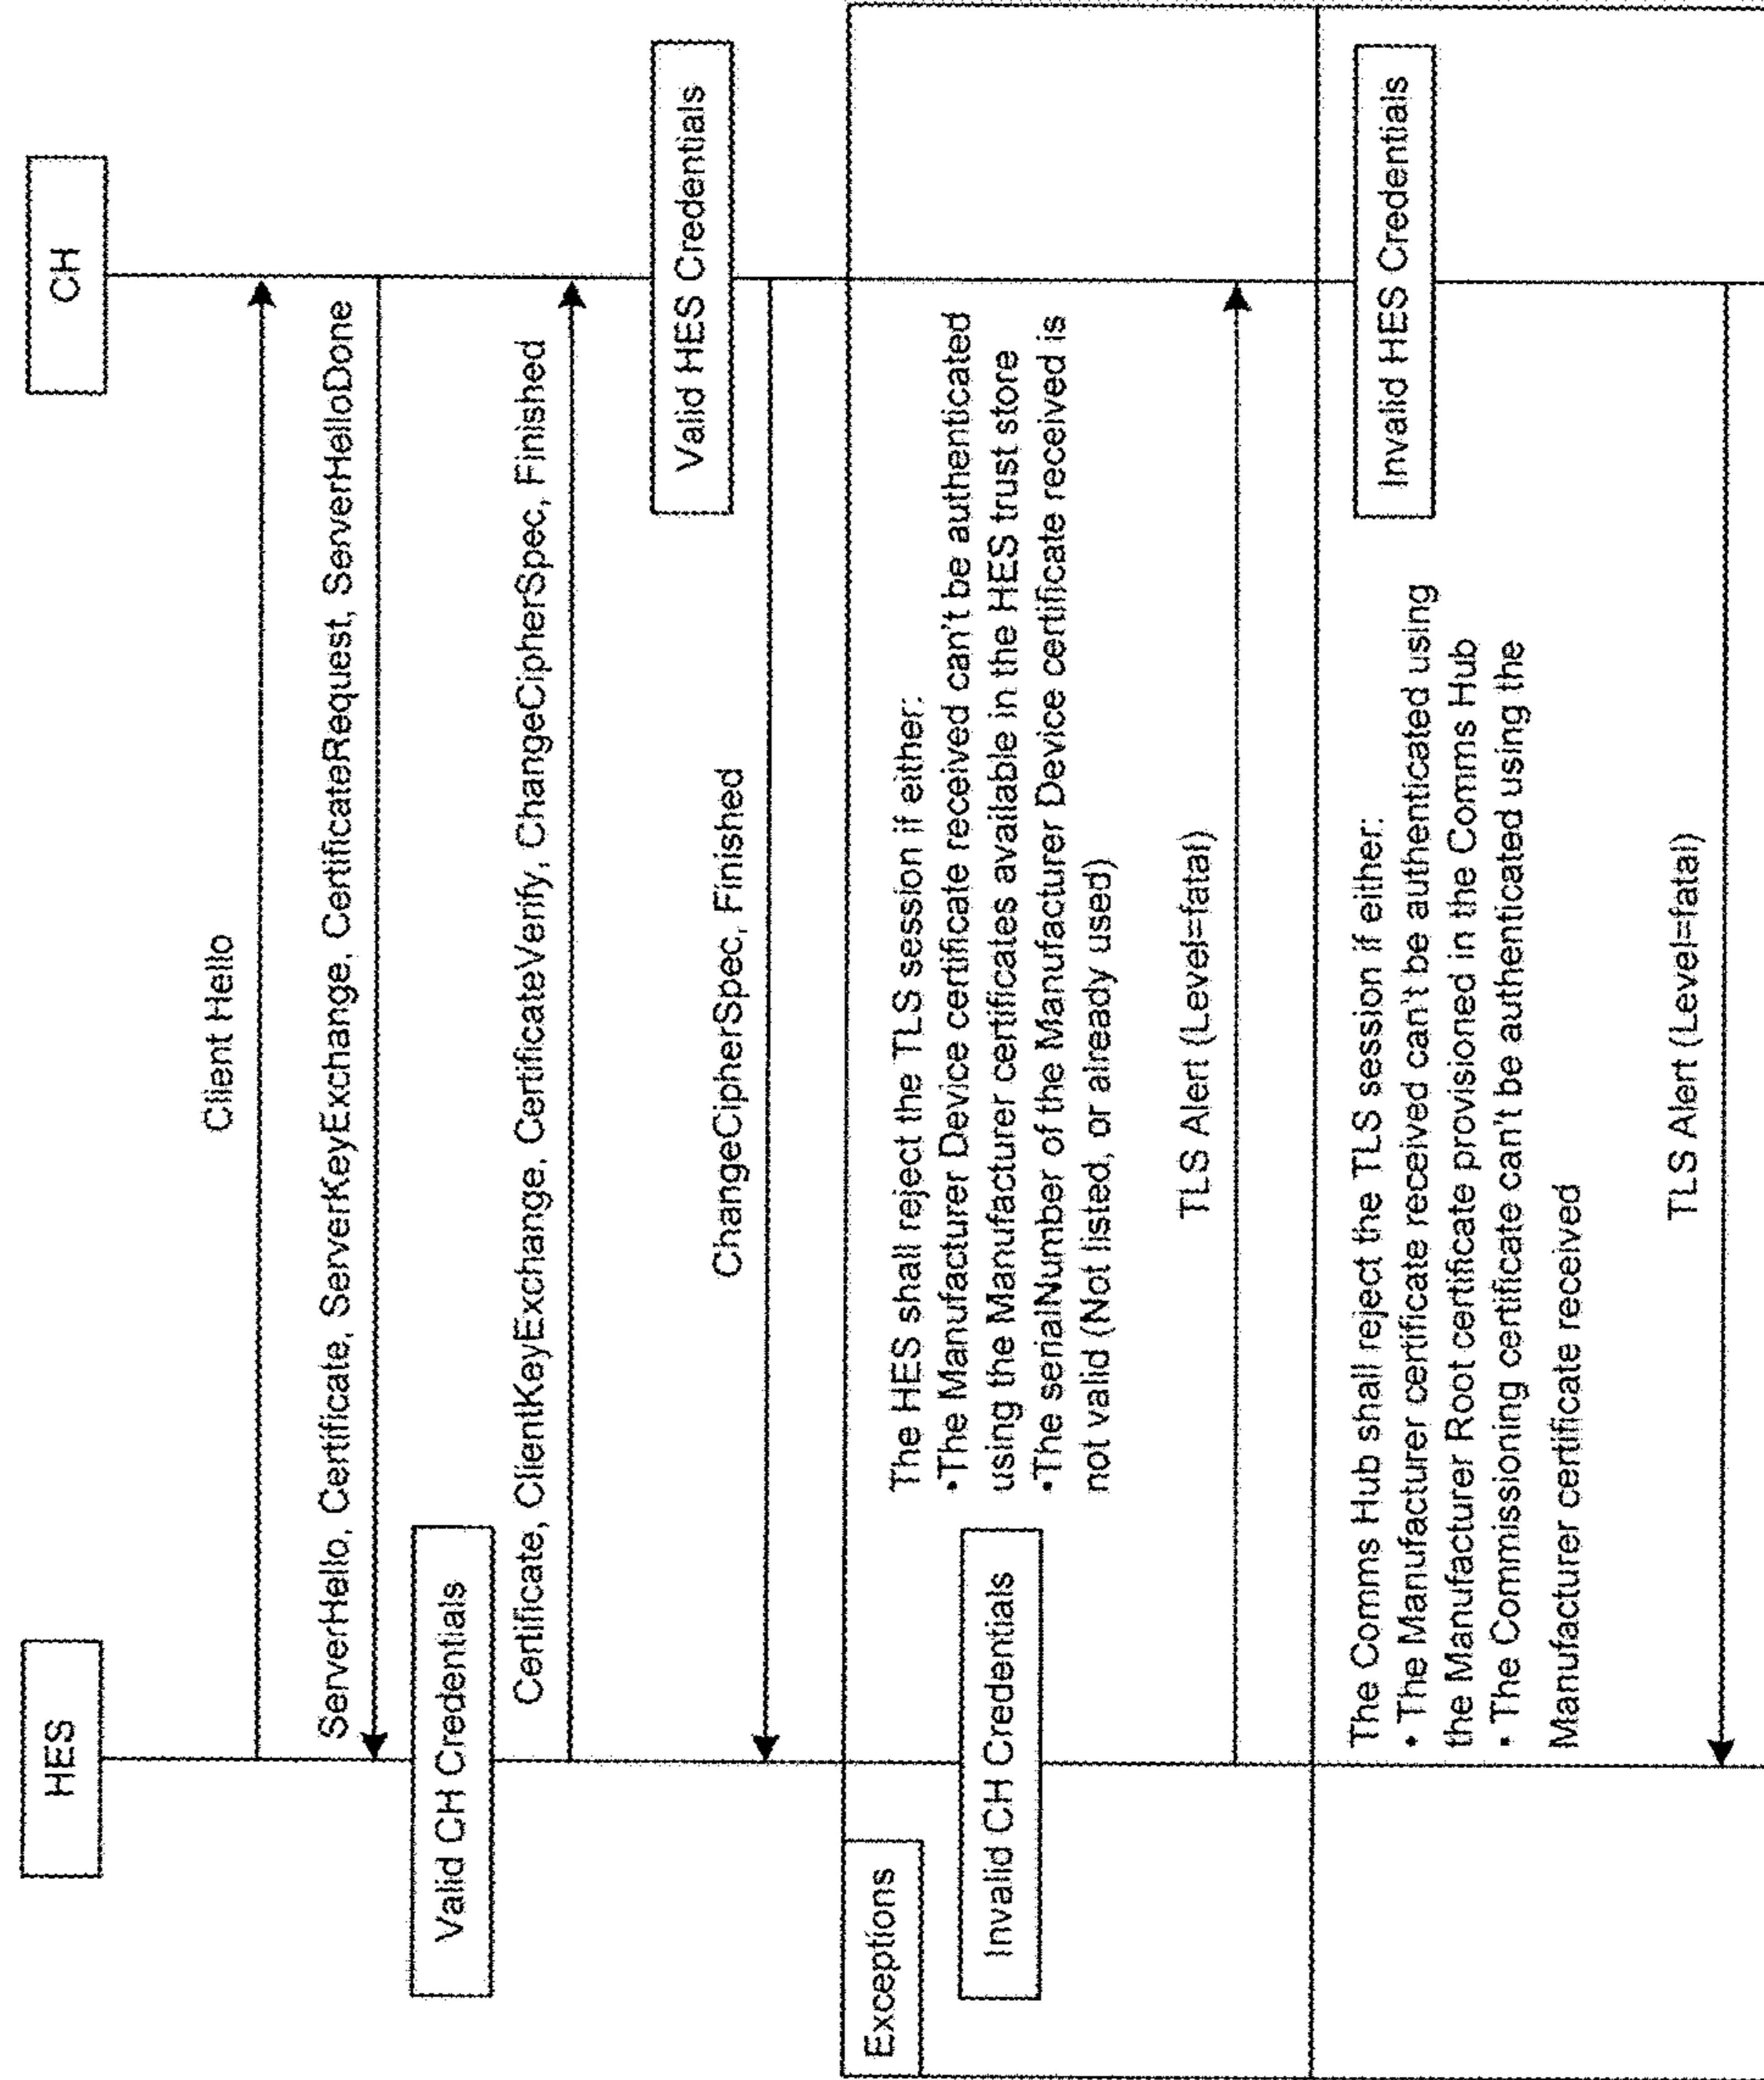 HES
CH
Client Hello
ServerHello, Certificate, ServerKeyExchange, CertificateRequest, ServerHelloDone
Valid CH Credentials
Certificate, ClientKeyExchange, CertificateVerify, ChangeCipherSpec, Finished
Valid HES Credentials
ChangeCipherSpec, Finished
Exceptions
The HES shall reject the TLS session if either:
•The Manufacturer Device certificate received can't be authenticated
using the Manufacturer certificates available in the HES trust store
•The serialNumber of the Manufacturer Device certificate received is
not valid (Not listed, or already used)
Invalid CH Credentials
TLS Alert (Level=fatal)
Invalid HES Credentials
The Comms Hub shall reject the TLS session if either:
• The Manufacturer certificate received can't be authenticated using
the Manufacturer Root certificate provisioned in the Comms Hub
• The Commissioning certificate can't be authenticated using the
Manufacturer certificate received
TLS Alert (Level=fatal)